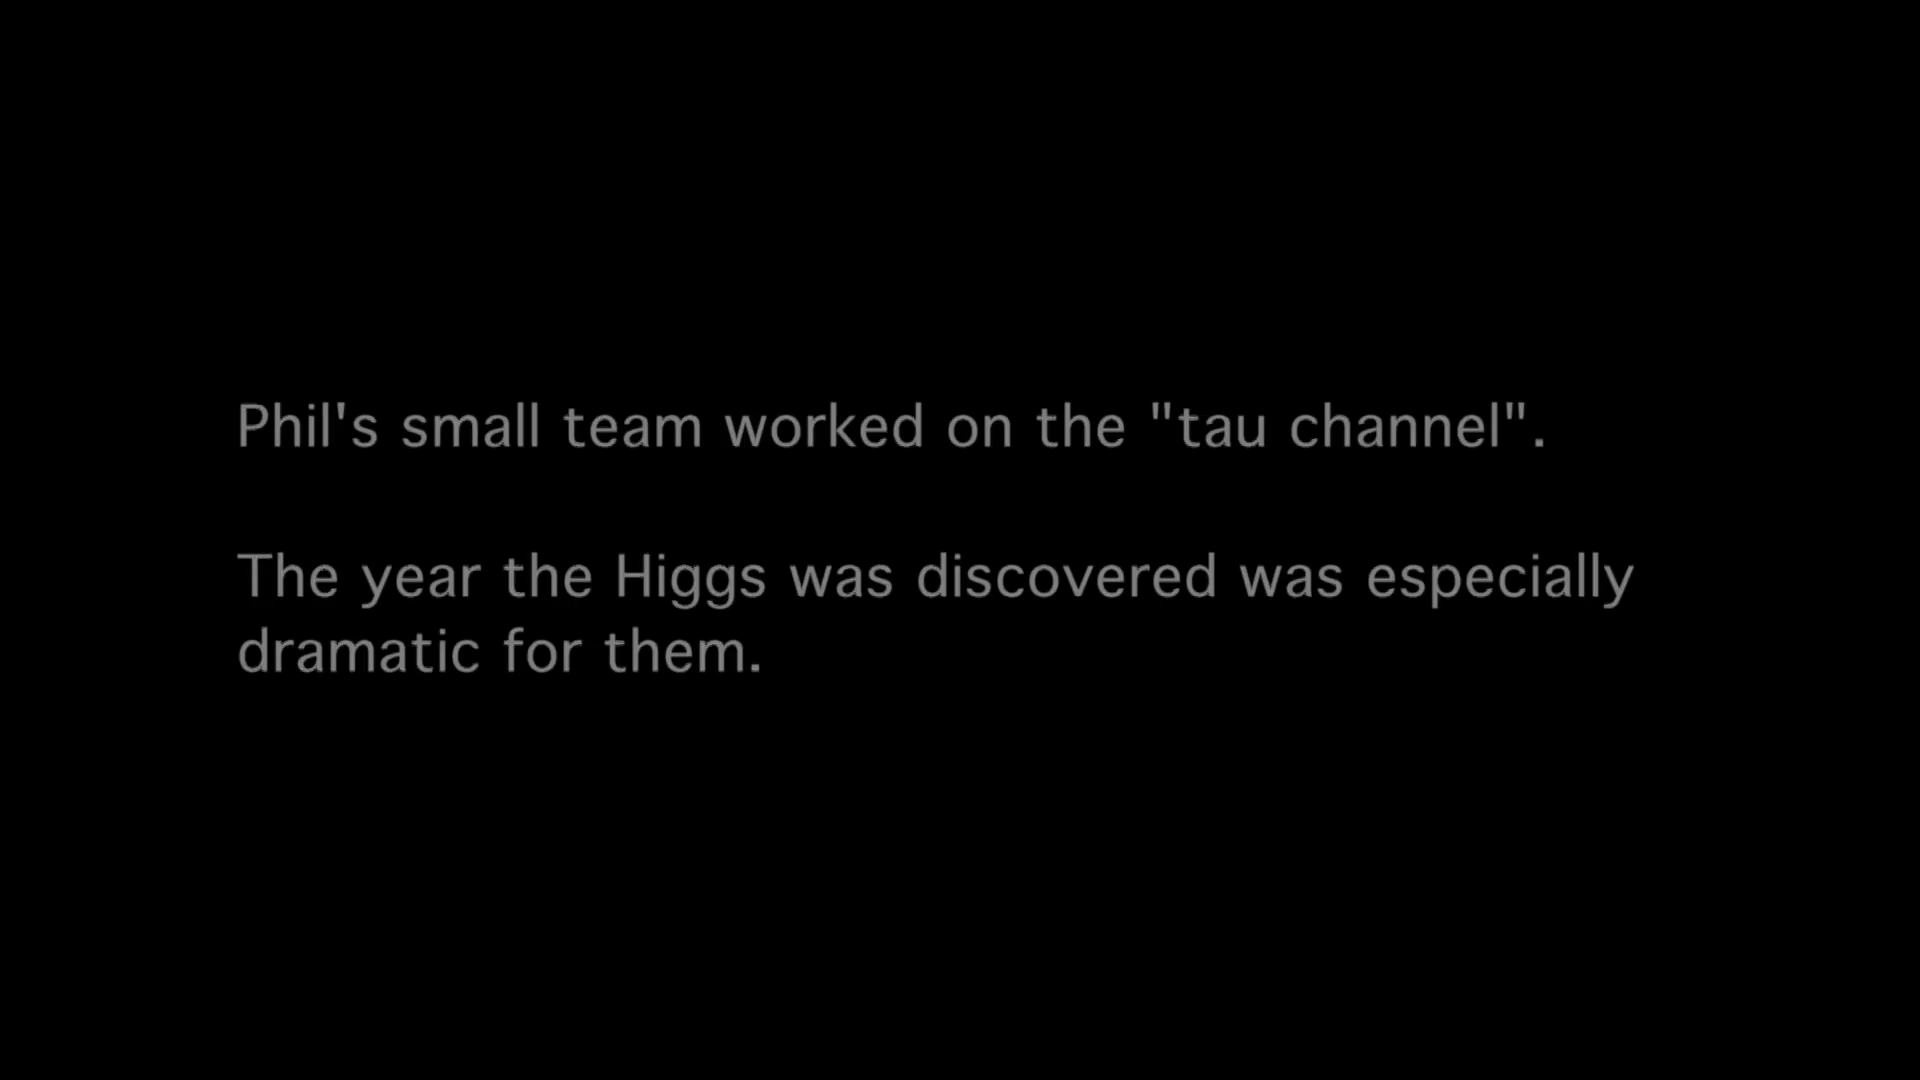 Phil's small team worked on the "tau channel".
The year the Higgs was discovered was especially
dramatic for them.